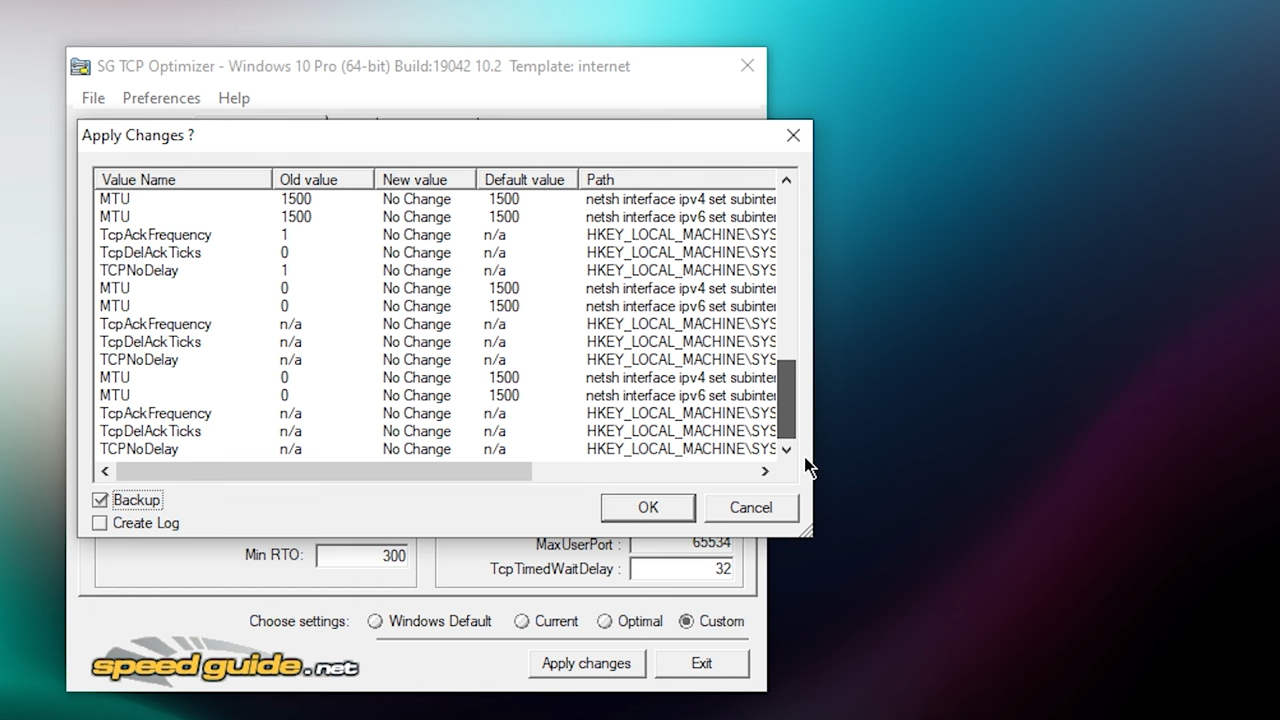 SG TCP Optimizer - Windows 10 Pro (64-bit) Build:19042 10.2 Template: internet
File Preferences Help
Apply Changes ?
Value Name Old value New value Default value Path
MTU 1500 No Change 1500 netsh interface ipv4 set subinter
MTU 1500 No Change 1500 netsh interface ipv6 set subinter
TcpAckFrequency 1 No Change n/a HKEY_LOCAL_MACHINE\SYS
TcpDelAckTicks 0 No Change n/a HKEY_LOCAL_MACHINE\SYS
TCPNoDelay 1 No Change n/a HKEY_LOCAL_MACHINE\SYS
MTU 0 No Change 1500 netsh interface ipv4 set subinter
MTU 0 No Change 1500 netsh interface ipv6 set subinter
TcpAckFrequency n/a No Change n/a HKEY_LOCAL_MACHINE\SYS
TcpDelAckTicks n/a No Change n/a HKEY_LOCAL_MACHINE\SYS
TCPNoDelay n/a No Change n/a HKEY_LOCAL_MACHINE\SYS
MTU 0 No Change 1500 netsh interface ipv4 set subinter
MTU 0 No Change 1500 netsh interface ipv6 set subinter
TcpAckFrequency n/a No Change n/a HKEY_LOCAL_MACHINE\SYS
TcpDelAckTicks n/a No Change n/a HKEY_LOCAL_MACHINE\SYS
TCPNoDelay n/a No Change n/a HKEY_LOCAL_MACHINE\SYS
Backup
OK Cancel
Create Log
Min RTO: 300
MaxUserPort : 65534
TcpTimedWaitDelay : 32
Choose settings: Windows Default Current Optimal Custom
speedguide.net
Apply changes Exit